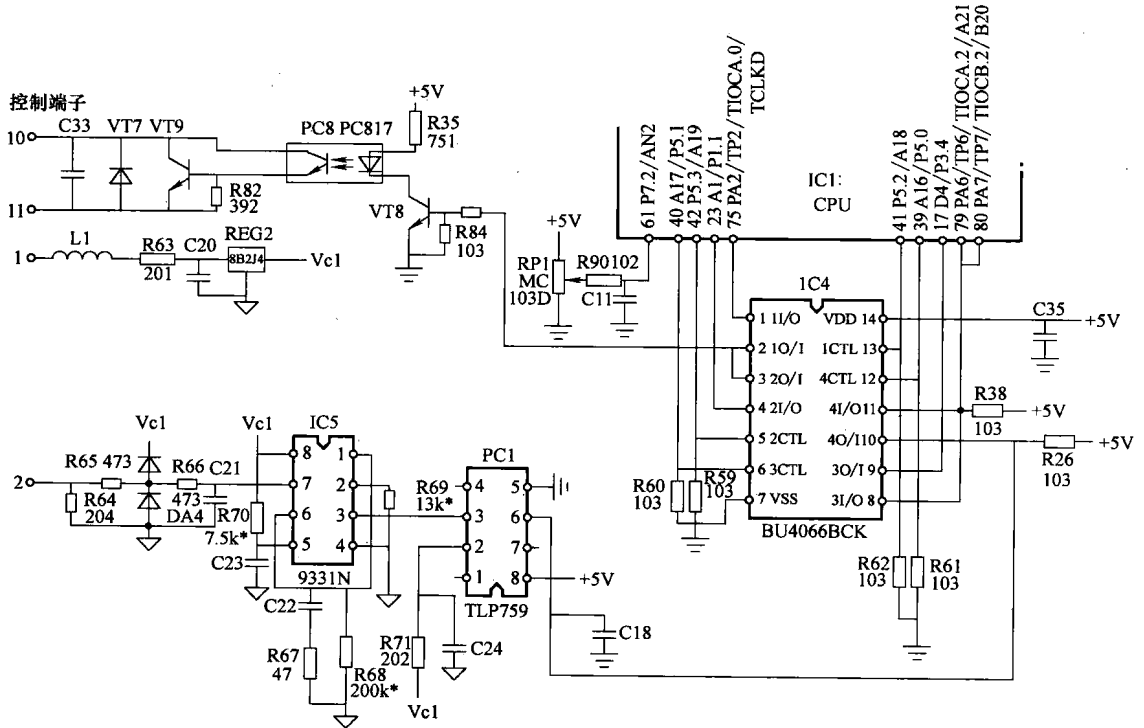 控制端子
10
C33
VT7
VT9
11
R82
392
PC8 PC817
+5V
R35
751
VT8
R84
103
1
L1
R63
201
C20
REG2
8B2J4
Vc1
+5V
RP1
MC
103D
R90102
C11
IC1:
CPU
61 P7.2/AN2
40 A17/P5.1
42 P5.3/A19
23 A1/P1.1
75 PA2/TP2/TIOCA.0/
TCLKD
41 P5.2/A18
39 A16/P5.0
17 D4/P3.4
79 PA6/TP6/TIOCA.2/A21
80 PA7/TP7/TIOCB.2/B20
1C4
1 1I/O
VDD 14
2 1O/I
1CTL 13
3 2O/I
4CTL 12
4 2I/O
4I/O11
5 2CTL
4O/I10
6 3CTL
3O/I 9
7 VSS
3I/O 8
BU4066BCK
C35
+5V
R38
103
+5V
R26
103
+5V
R60
103
R59
103
R62
103
R61
103
2
R65 473
R64
204
Vc1
R66
473
DA4
C21
Vc1
R70
7.5k*
C23
IC5
8
1
7
2
6
3
5
4
9331N
C22
R67
47
R68
200k*
R69
13k*
PC1
4
5
3
6
2
7
1
8
TLP759
+5V
R71
202
Vc1
C24
C18